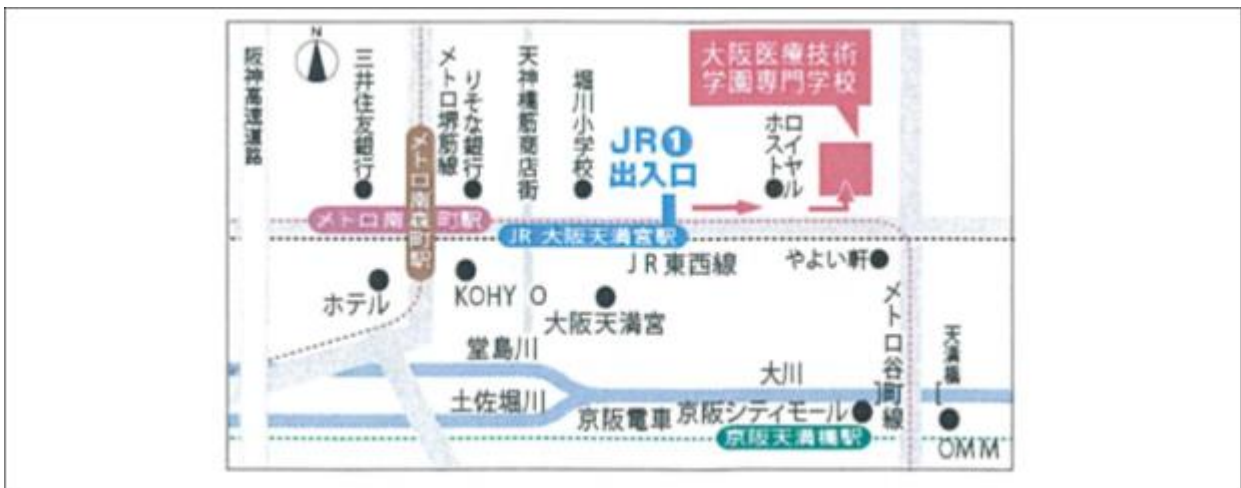 N
阪神高速道路
三井住友銀行
メトロ堺筋線
りそな銀行
天神橋筋商店街
堀川小学校
JR❶
出入口
ロイヤル
ホスト
大阪医療技術
学園専門学校
メトロ南森町駅
メトロ南森町駅
JR 大阪天満宮駅
JR東西線
やよい軒
ホテル
KOHYO
大阪天満宮
メトロ谷町線
天満橋
堂島川
土佐堀川
大川
京阪電車
京阪シティモール
京阪天満橋駅
OMM